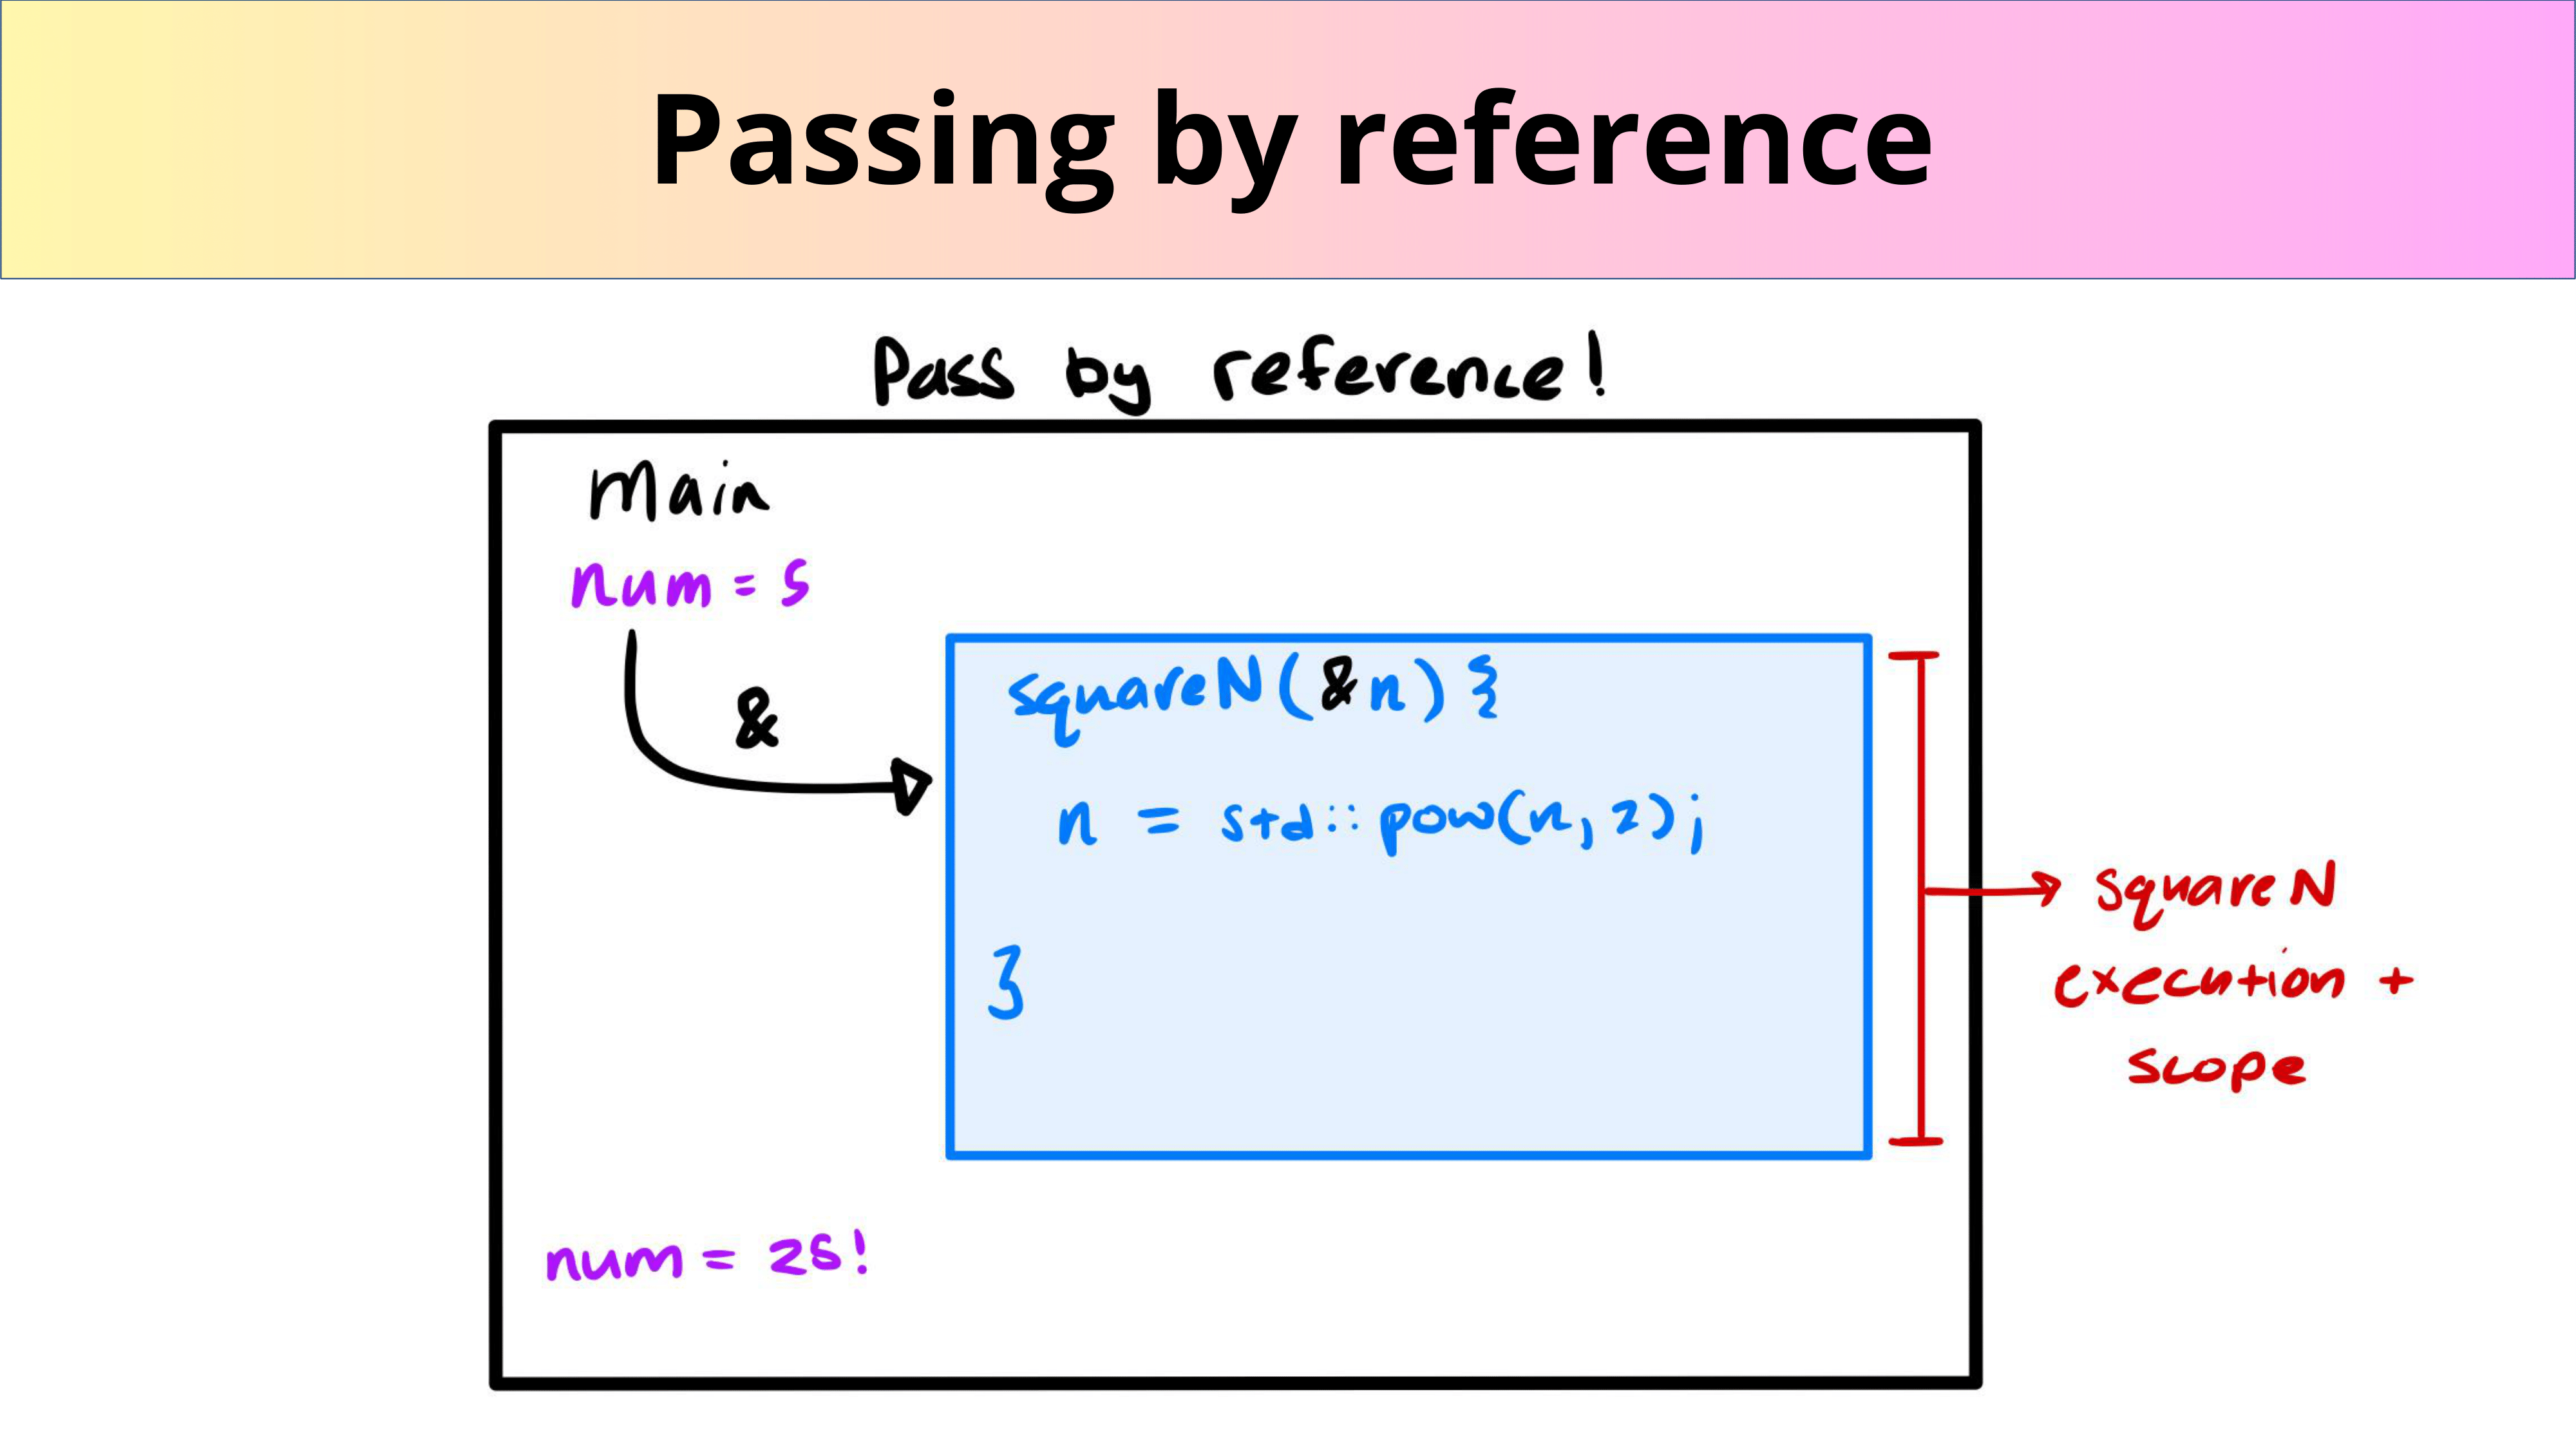 Passing by reference
Pass by reference!
Main
num = 5
&
squareN(&n) {
n = std::pow(n, 2);
}
squareN
execution +
scope
num = 25!